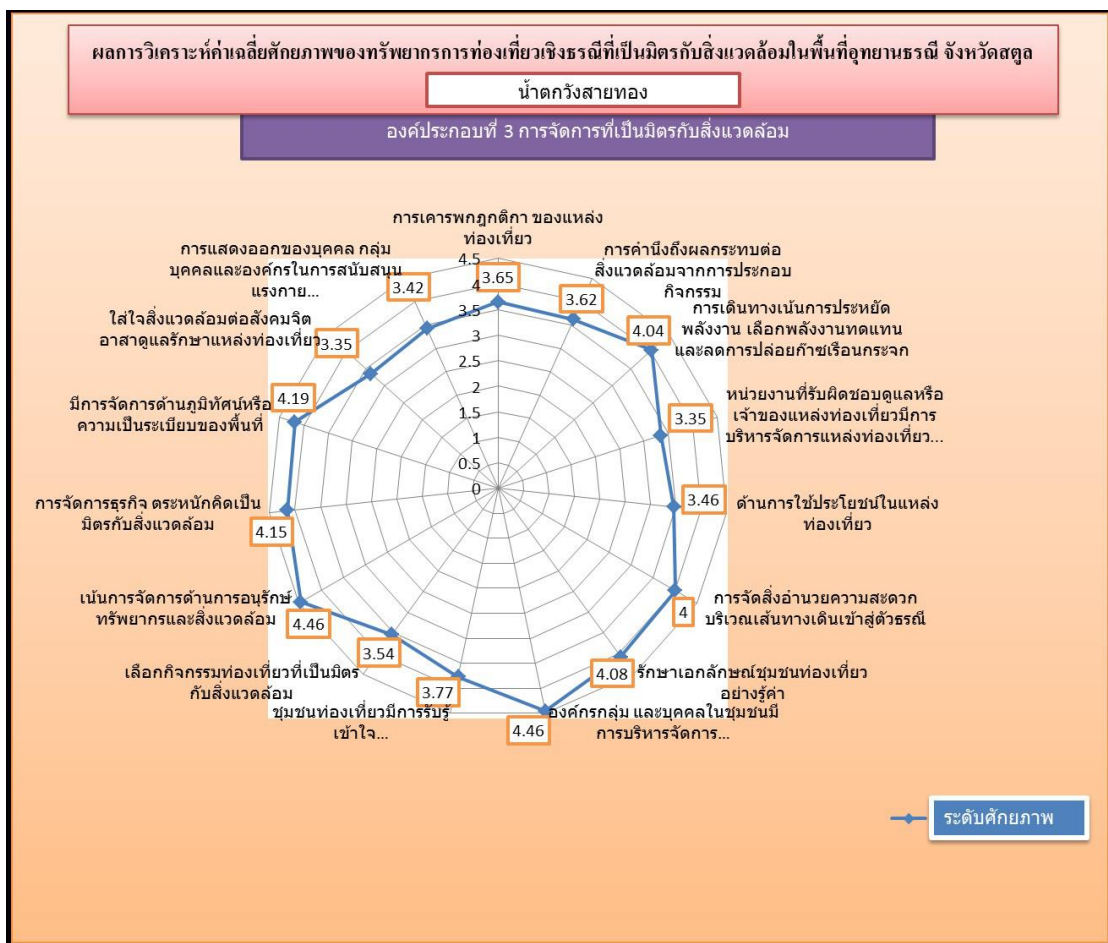 ผลการวิเคราะห์ค่าเฉลี่ยศักยภาพของทรัพยากรการท่องเที่ยวเชิงธรณีที่เป็นมิตรกับสิ่งแวดล้อมในพื้นที่อุทยานธรณี จังหวัดสตูล
น้ำตกวังสายทอง
องค์ประกอบที่ 3 การจัดการที่เป็นมิตรกับสิ่งแวดล้อม
การเคารพกฎกติกา ของแหล่ง
ท่องเที่ยว
3.65
การคำนึงถึงผลกระทบต่อ
สิ่งแวดล้อมจากการประกอบ
กิจกรรม
3.62
การเดินทางเน้นการประหยัด
พลังงาน เลือกพลังงานทดแทน
และลดการปล่อยก๊าซเรือนกระจก
4.04
หน่วยงานที่รับผิดชอบดูแลหรือ
เจ้าของแหล่งท่องเที่ยวมีการ
บริหารจัดการแหล่งท่องเที่ยว...
3.35
ด้านการใช้ประโยชน์ในแหล่ง
ท่องเที่ยว
3.46
การจัดสิ่งอำนวยความสะดวก
บริเวณเส้นทางเดินเข้าสู่ตัวธรณี
4
รักษาเอกลักษณ์ชุมชนท่องเที่ยว
อย่างรู้ค่า
4.08
องค์กรกลุ่ม และบุคคลในชุมชนมี
การบริหารจัดการ...
4.46
ชุมชนท่องเที่ยวมีการรับรู้
เข้าใจ...
3.77
เลือกกิจกรรมท่องเที่ยวที่เป็นมิตร
กับสิ่งแวดล้อม
3.54
เน้นการจัดการด้านการอนุรักษ์
ทรัพยากรและสิ่งแวดล้อม
4.46
การจัดการธุรกิจ ตระหนักคิดเป็น
มิตรกับสิ่งแวดล้อม
4.15
มีการจัดการด้านภูมิทัศน์หรือ
ความเป็นระเบียบของพื้นที่
4.19
ใส่ใจสิ่งแวดล้อมต่อสังคมจิต
อาสาดูแลรักษาแหล่งท่องเที่ยว
3.35
การแสดงออกของบุคคล กลุ่ม
บุคคลและองค์กรในการสนับสนุน
แรงกาย...
3.42
4.5
4
3.5
3
2.5
2
1.5
1
0.5
0
ระดับศักยภาพ